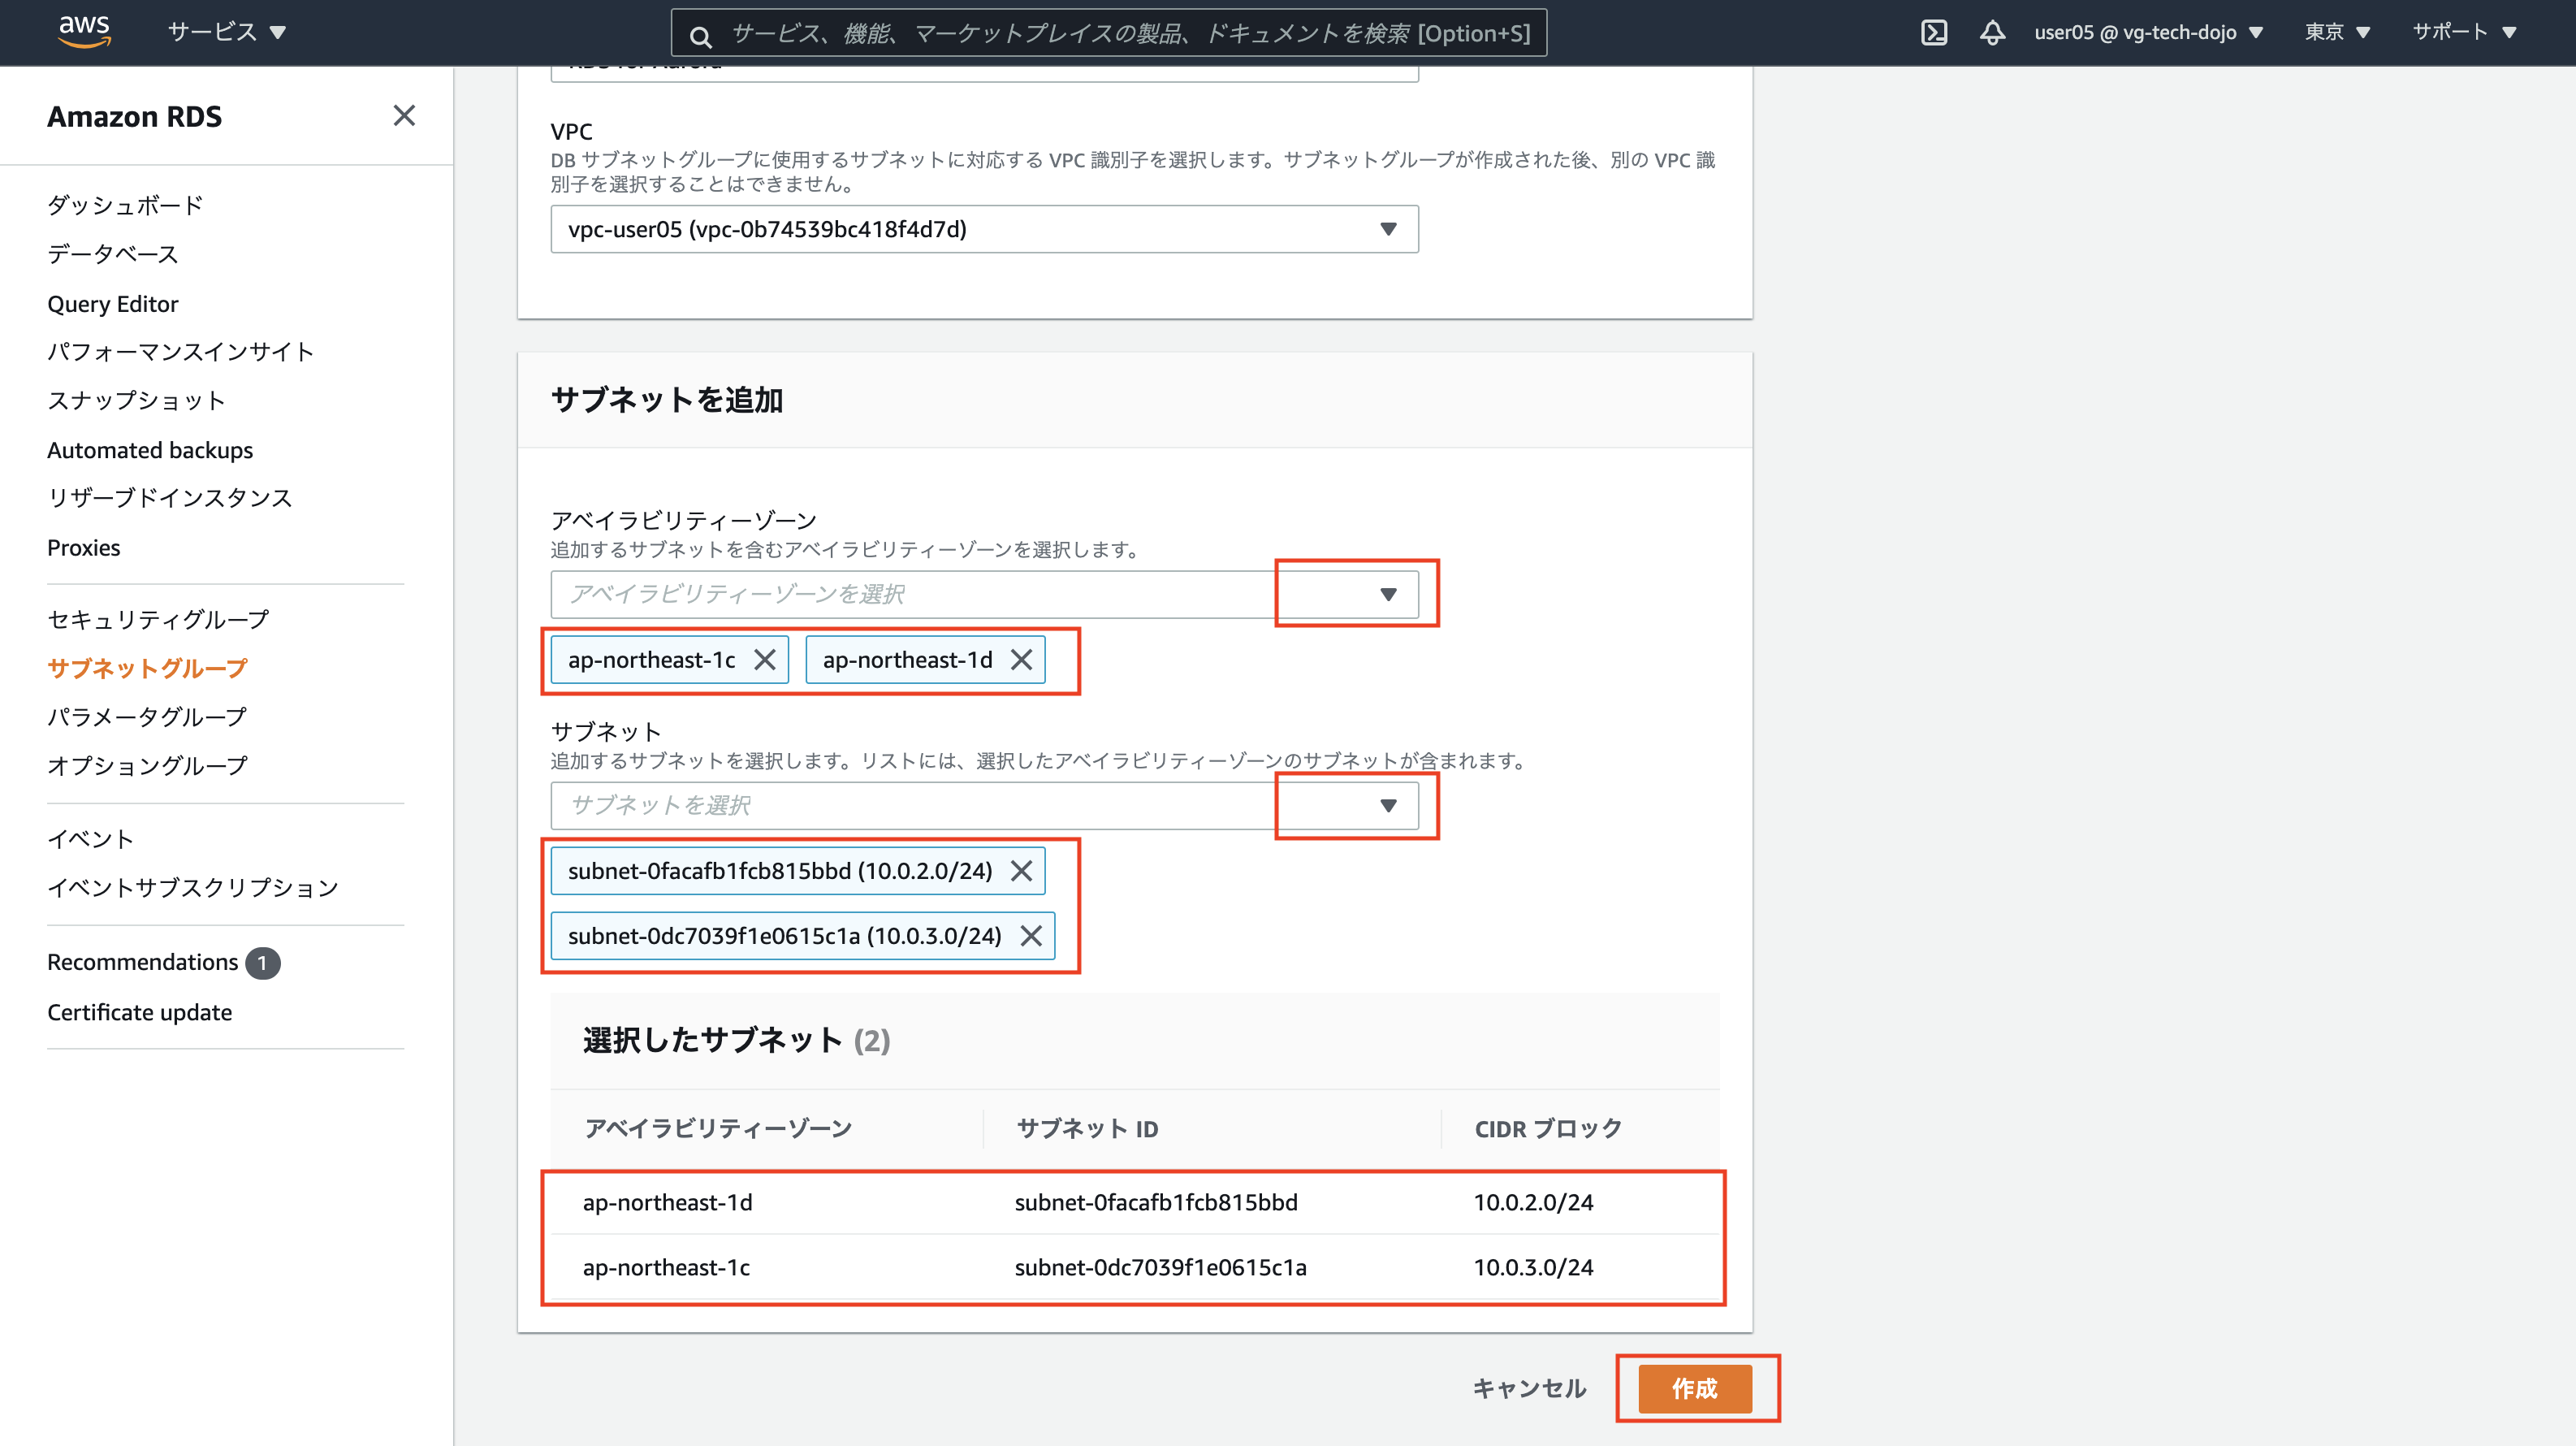 aws
サービス ▼
サービス、機能、マーケットプレイスの製品、ドキュメントを検索 [Option+S]
user05 @ vg-tech-dojo ▼
東京 ▼
サポート ▼
Amazon RDS
ダッシュボード
データベース
Query Editor
パフォーマンスインサイト
スナップショット
Automated backups
リザーブドインスタンス
Proxies
セキュリティグループ
サブネットグループ
パラメータグループ
オプショングループ
イベント
イベントサブスクリプション
Recommendations 1
Certificate update
VPC
DB サブネットグループに使用するサブネットに対応する VPC 識別子を選択します。サブネットグループが作成された後、別の VPC 識
別子を選択することはできません。
vpc-user05 (vpc-0b74539bc418f4d7d)
サブネットを追加
アベイラビリティーゾーン
追加するサブネットを含むアベイラビリティーゾーンを選択します。
アベイラビリティーゾーンを選択
ap-northeast-1c ap-northeast-1d
サブネット
追加するサブネットを選択します。リストには、選択したアベイラビリティーゾーンのサブネットが含まれます。
サブネットを選択
subnet-0facafb1fcb815bbd (10.0.2.0/24)
subnet-0dc7039f1e0615c1a (10.0.3.0/24)
選択したサブネット (2)
アベイラビリティーゾーン サブネット ID CIDR ブロック
ap-northeast-1d subnet-0facafb1fcb815bbd 10.0.2.0/24
ap-northeast-1c subnet-0dc7039f1e0615c1a 10.0.3.0/24
キャンセル 作成